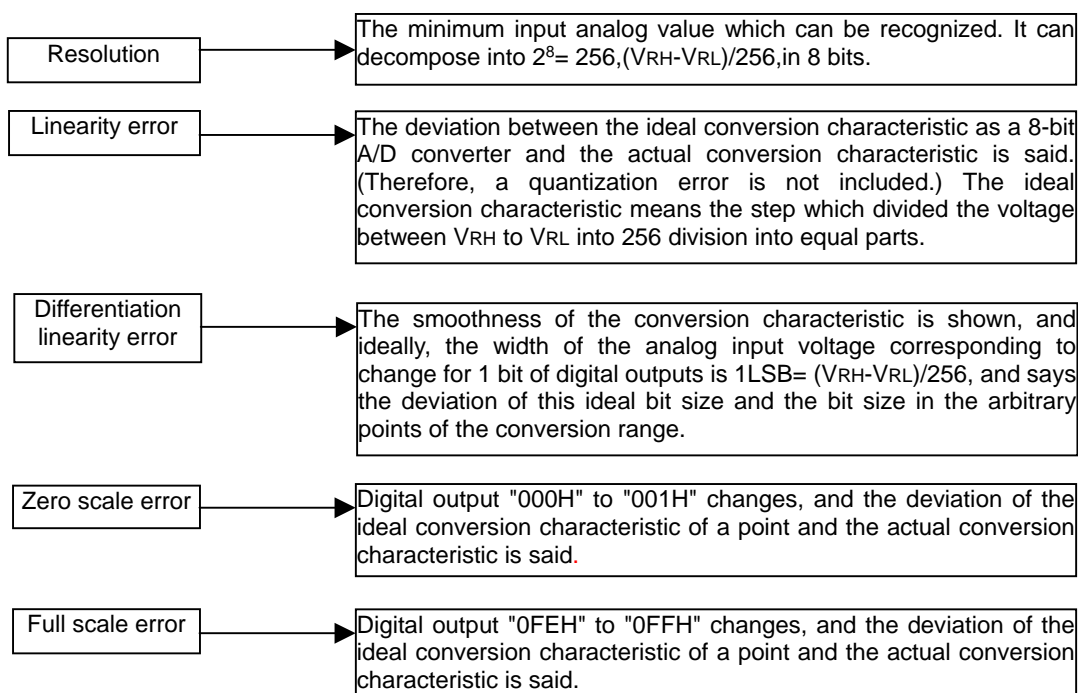 Resolution
The minimum input analog value which can be recognized. It can
decompose into 2⁸= 256,(VRH-VRL)/256,in 8 bits.
Linearity error
The deviation between the ideal conversion characteristic as a 8-bit
A/D converter and the actual conversion characteristic is said.
(Therefore, a quantization error is not included.) The ideal
conversion characteristic means the step which divided the voltage
between VRH to VRL into 256 division into equal parts.
Differentiation
linearity error
The smoothness of the conversion characteristic is shown, and
ideally, the width of the analog input voltage corresponding to
change for 1 bit of digital outputs is 1LSB= (VRH-VRL)/256, and says
the deviation of this ideal bit size and the bit size in the arbitrary
points of the conversion range.
Zero scale error
Digital output "000H" to "001H" changes, and the deviation of the
ideal conversion characteristic of a point and the actual conversion
characteristic is said.
Full scale error
Digital output "0FEH" to "0FFH" changes, and the deviation of the
ideal conversion characteristic of a point and the actual conversion
characteristic is said.